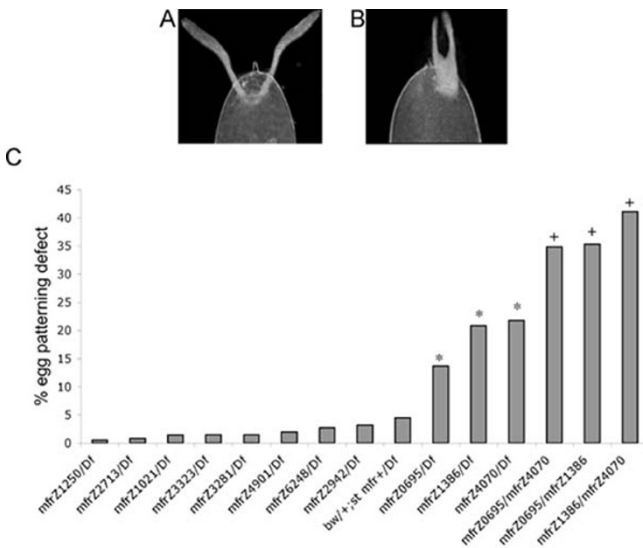 A B
C
% egg patterning defect
45
40
35
30
25
20
15
10
5
0
* * * + + +
mfrZ1250/Df
mfrZ2713/Df
mfrZ1021/Df
mfrZ3323/Df
mfrZ3281/Df
mfrZ4901/Df
mfrZ6248/Df
mfrZ2942/Df
bw/+;st mfr+/Df
mfrZ0695/Df
mfrZ1386/Df
mfrZ4070/Df
mfrZ0695/mfrZ4070
mfrZ0695/mfrZ1386
mfrZ1386/mfrZ4070